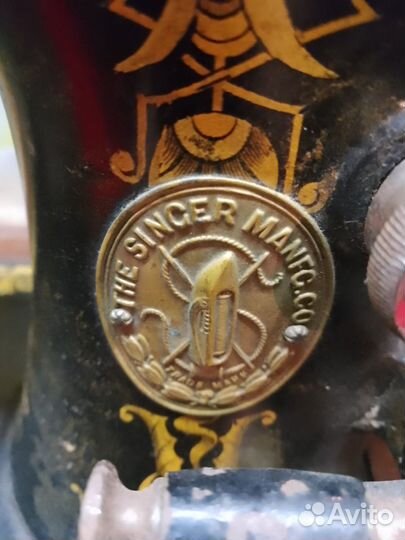 THE SINGER MANFG. CO
TRADE MARK
Avito